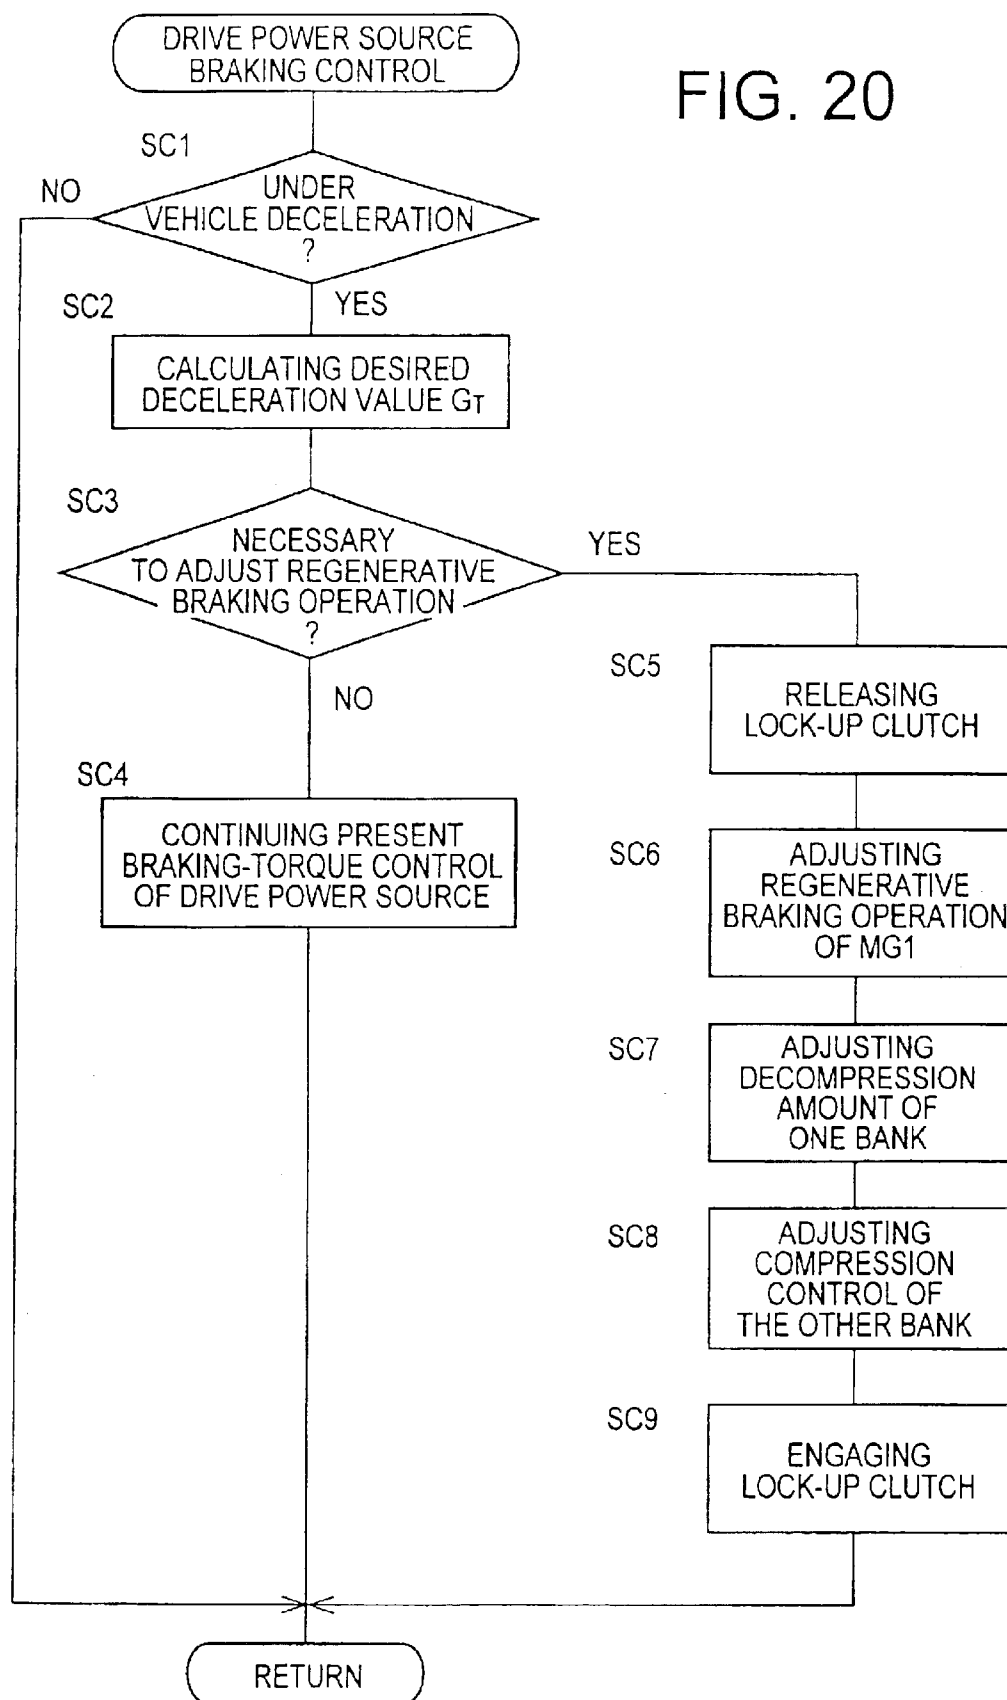 DRIVE POWER SOURCE
BRAKING CONTROL
FIG. 20
SC1
NO
UNDER
VEHICLE DECELERATION
?
SC2
YES
CALCULATING DESIRED
DECELERATION VALUE GT
SC3
NECESSARY
TO ADJUST REGENERATIVE
BRAKING OPERATION
?
YES
NO
SC4
CONTINUING PRESENT
BRAKING-TORQUE CONTROL
OF DRIVE POWER SOURCE
SC5
RELEASING
LOCK-UP CLUTCH
SC6
ADJUSTING
REGENERATIVE
BRAKING OPERATION
OF MG1
SC7
ADJUSTING
DECOMPRESSION
AMOUNT OF
ONE BANK
SC8
ADJUSTING
COMPRESSION
CONTROL OF
THE OTHER BANK
SC9
ENGAGING
LOCK-UP CLUTCH
RETURN